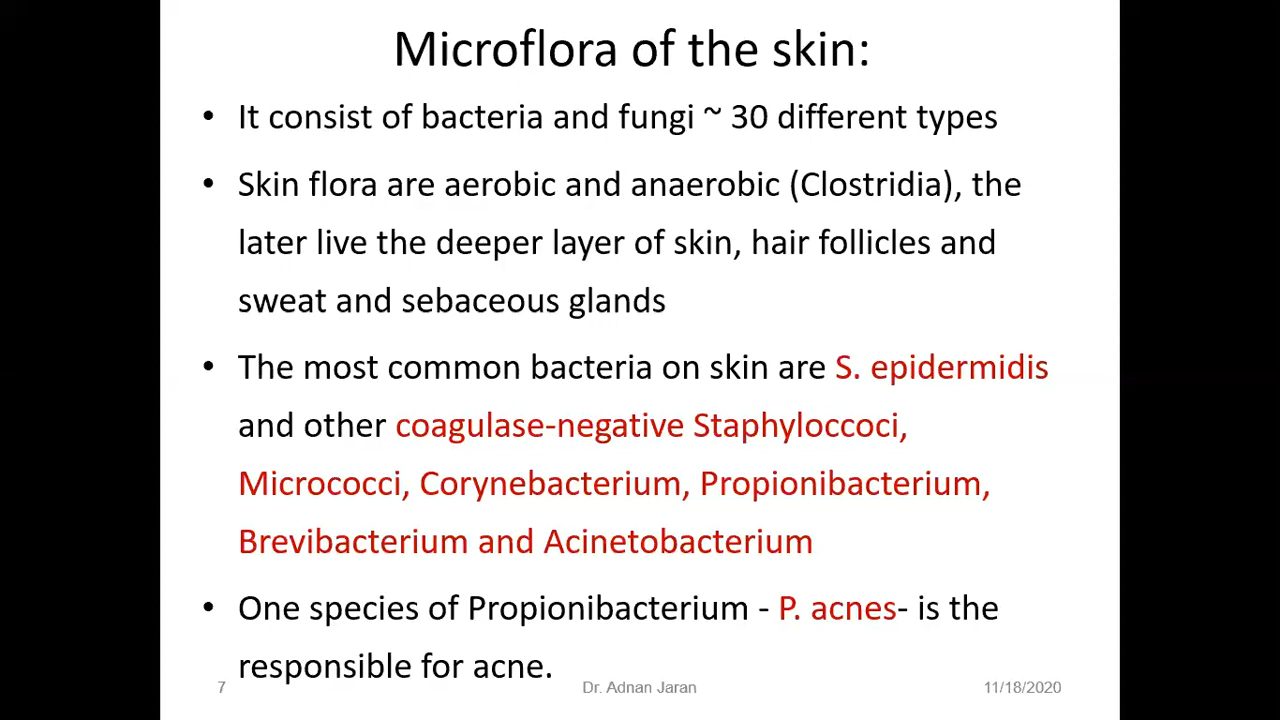 Microflora of the skin:
• It consist of bacteria and fungi ~ 30 different types
• Skin flora are aerobic and anaerobic (Clostridia), the
later live the deeper layer of skin, hair follicles and
sweat and sebaceous glands
• The most common bacteria on skin are S. epidermidis
and other coagulase-negative Staphyloccoci,
Micrococci, Corynebacterium, Propionibacterium,
Brevibacterium and Acinetobacterium
• One species of Propionibacterium - P. acnes- is the
responsible for acne.
7 Dr. Adnan Jaran 11/18/2020